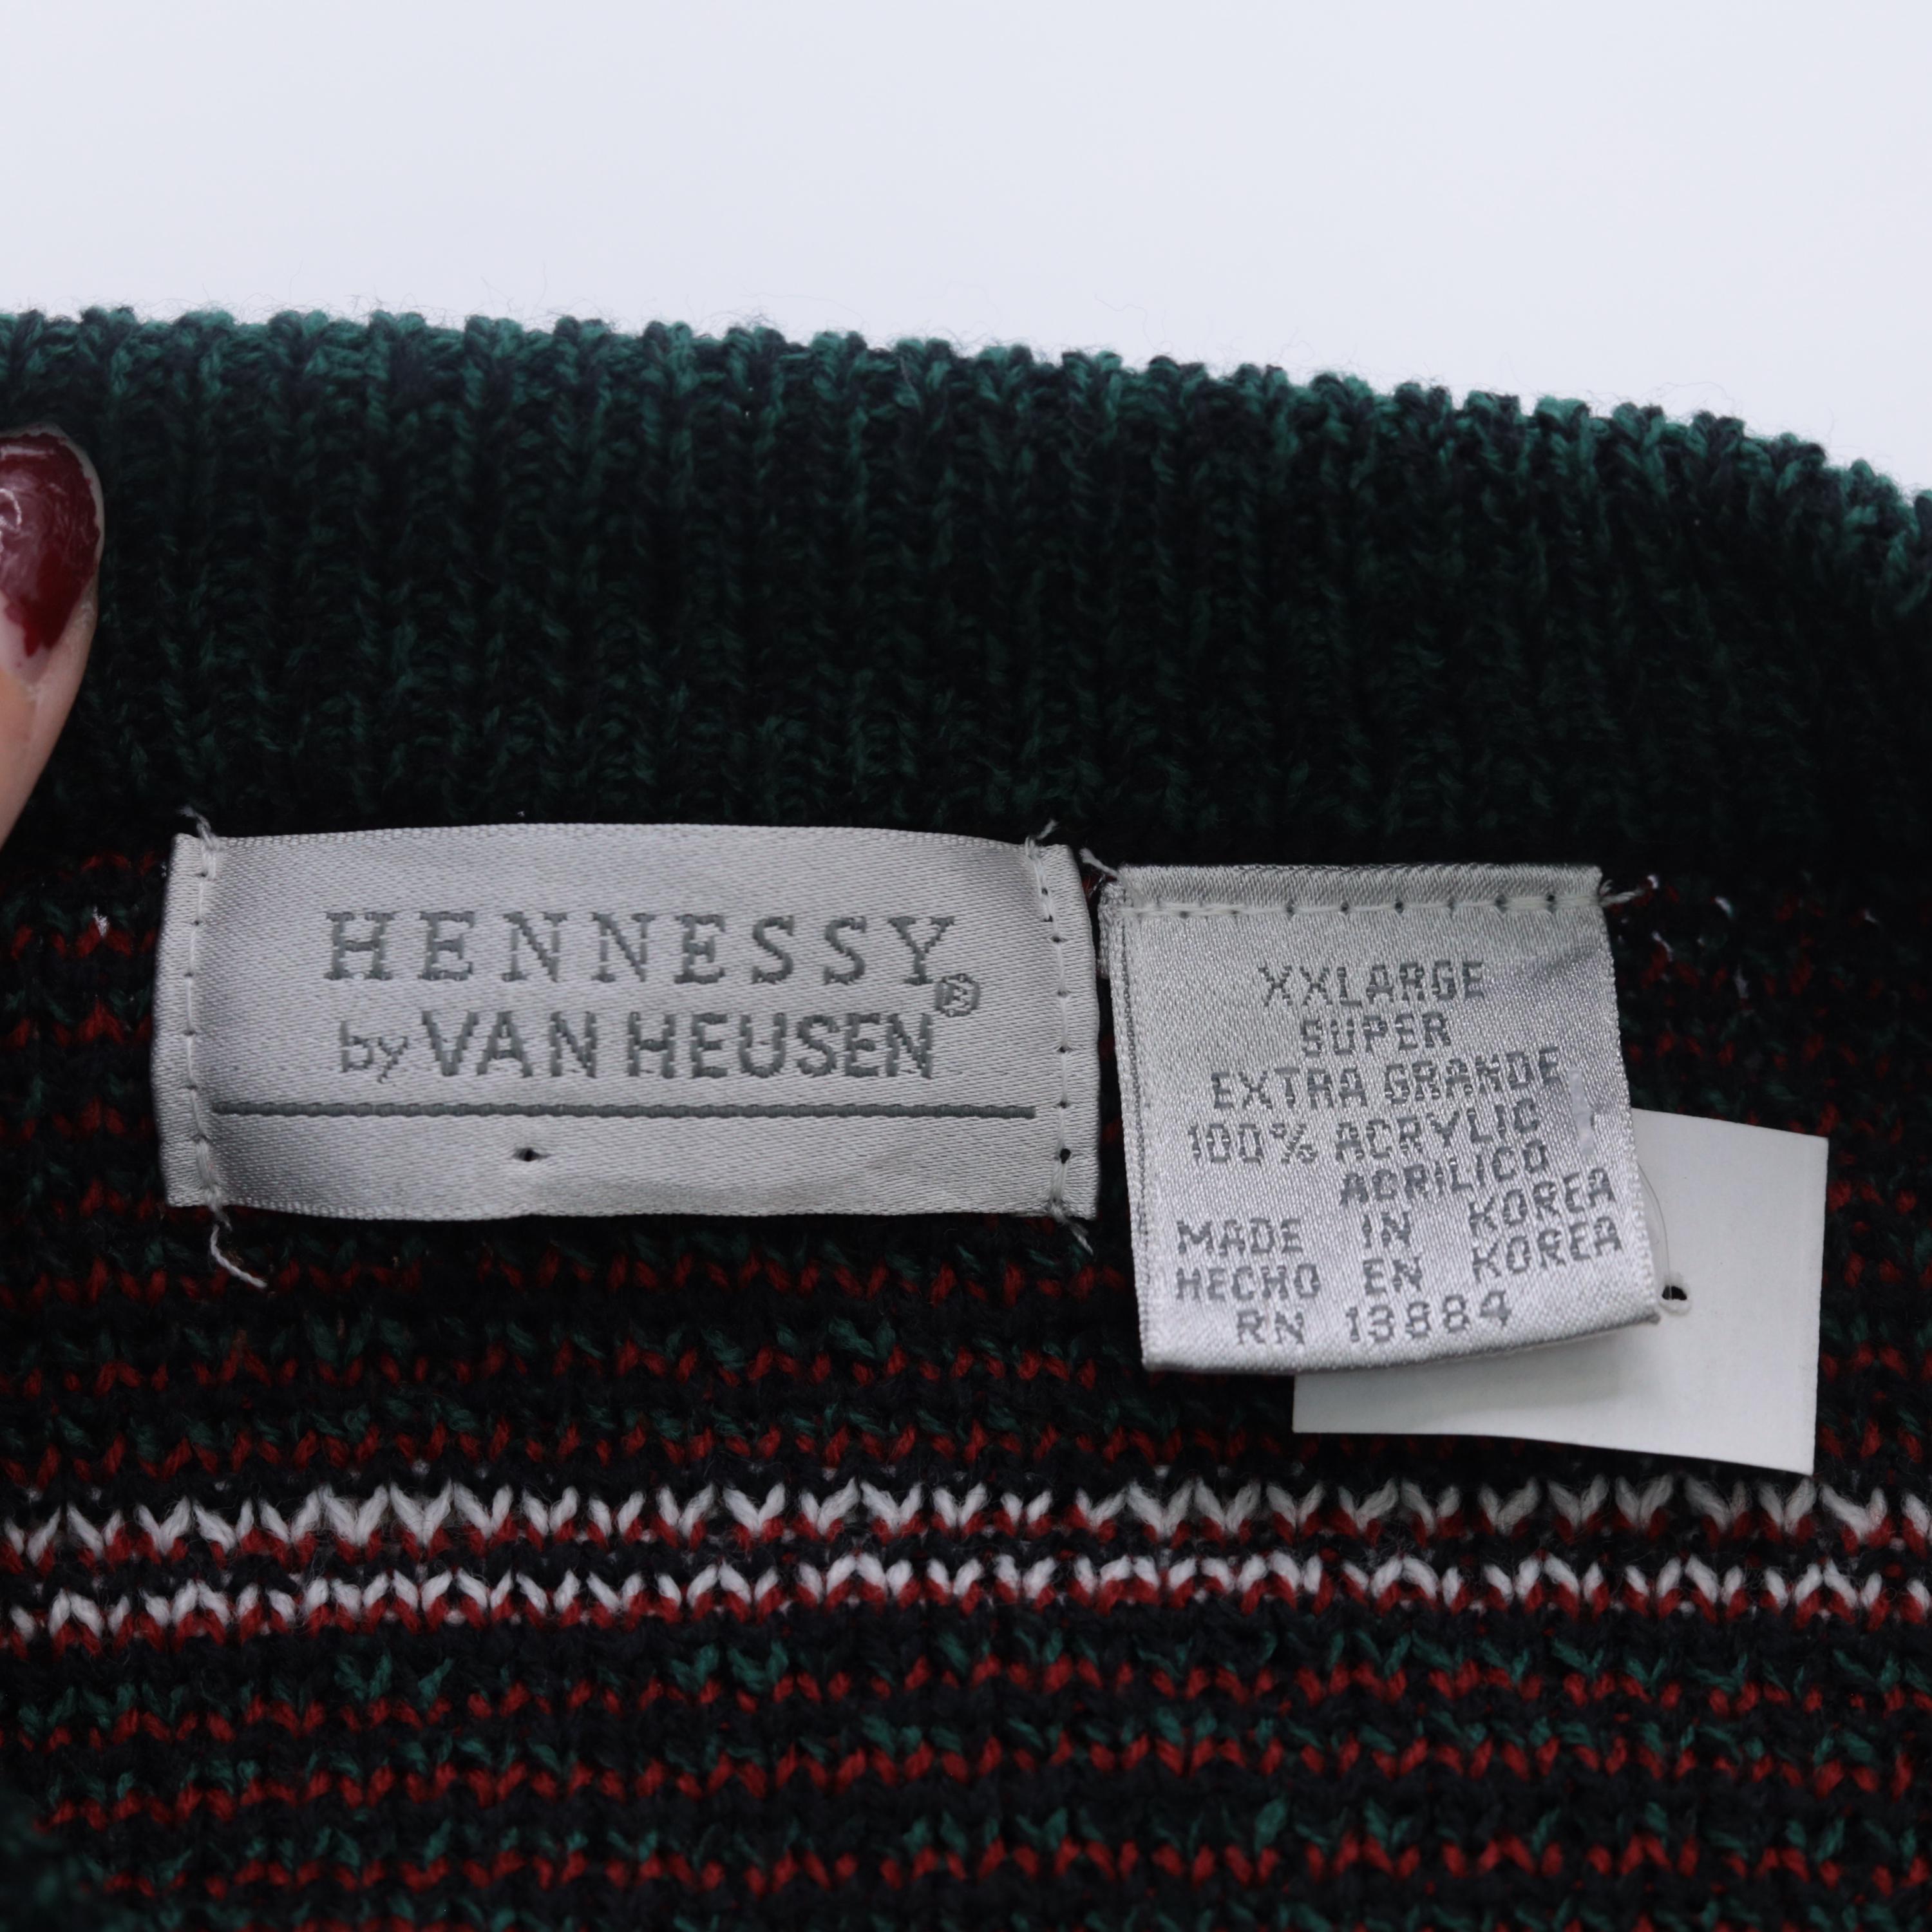 HENNESSY
by VAN HEUSEN®
XXLARGE
SUPER
EXTRA GRANDE
100% ACRYLIC
ACRILICO
MADE IN KOREA
HECHO EN KOREA
RN 13884